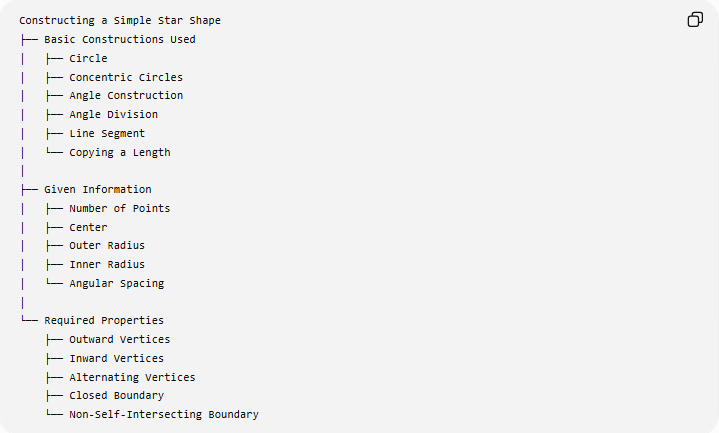 Constructing a Simple Star Shape
├── Basic Constructions Used
│   ├── Circle
│   ├── Concentric Circles
│   ├── Angle Construction
│   ├── Angle Division
│   ├── Line Segment
│   └── Copying a Length
│
├── Given Information
│   ├── Number of Points
│   ├── Center
│   ├── Outer Radius
│   ├── Inner Radius
│   └── Angular Spacing
│
└── Required Properties
    ├── Outward Vertices
    ├── Inward Vertices
    ├── Alternating Vertices
    ├── Closed Boundary
    └── Non-Self-Intersecting Boundary